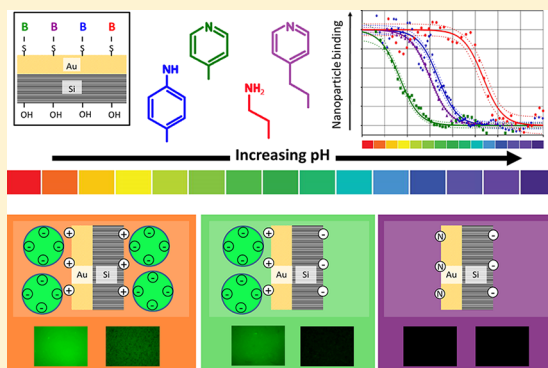 B B B B
S S S S
Au
Si
OH OH OH OH
N
NH
NH₂
N
Nanoparticle binding
Increasing pH
Au Si
Au Si
N
N
N
Au Si